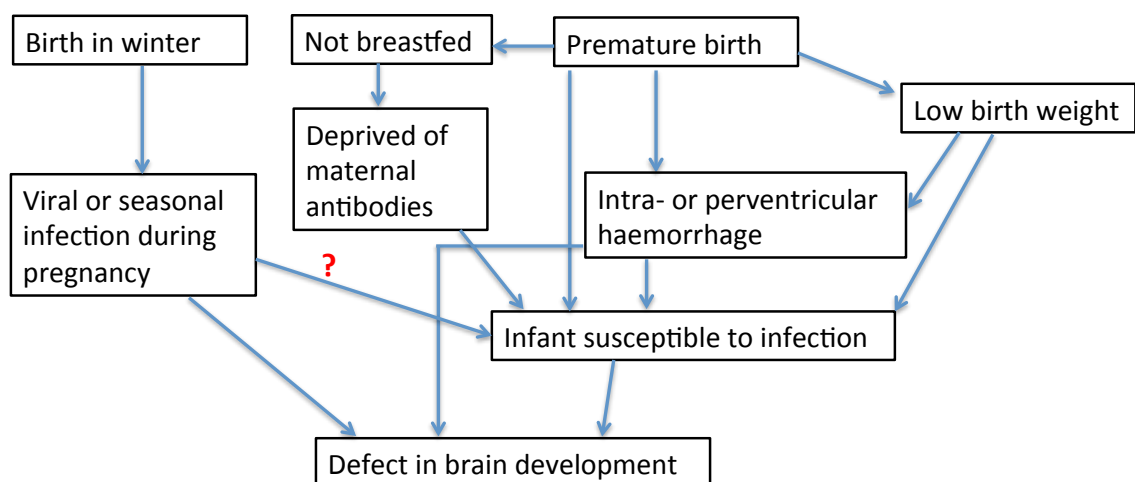 Birth in winter
Not breastfed
Premature birth
Low birth weight
Deprived of
maternal
antibodies
Viral or seasonal
infection during
pregnancy
Intra- or perventricular
haemorrhage
?
Infant susceptible to infection
Defect in brain development